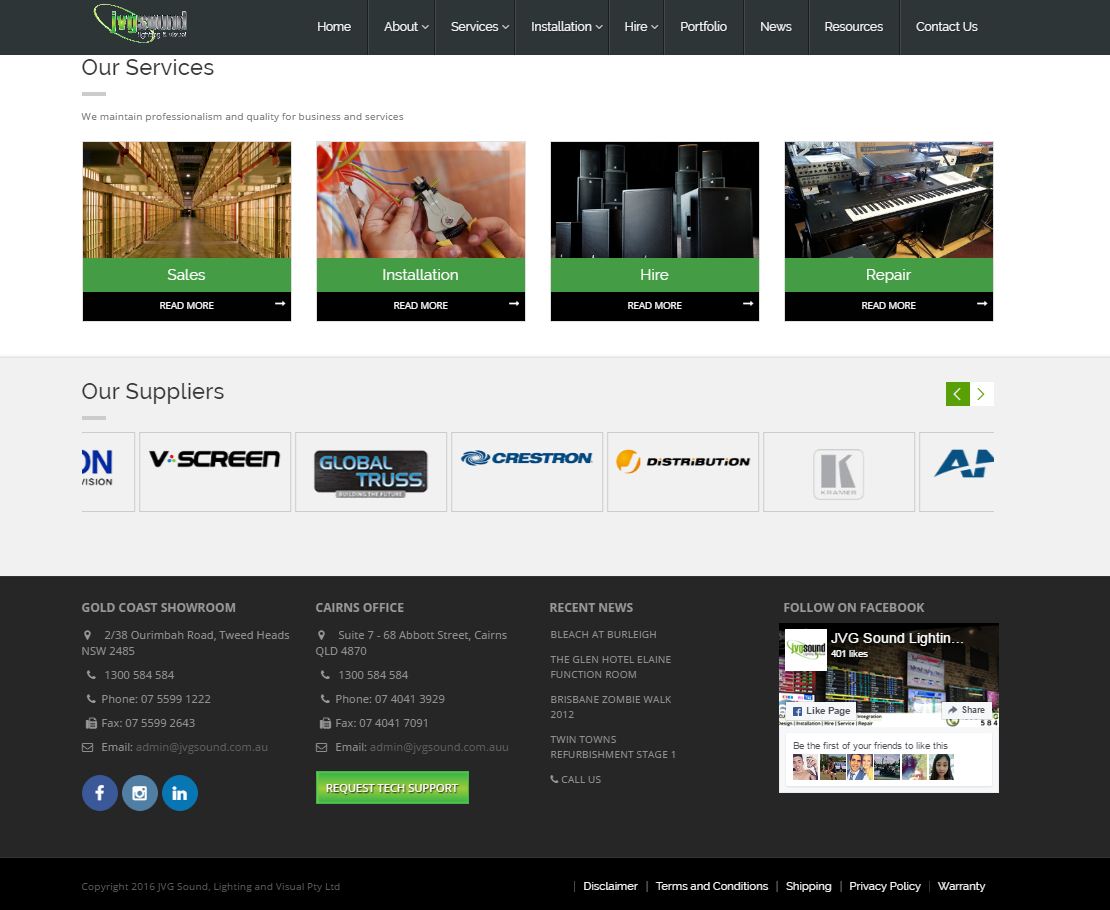 jvgsound
Home
About
Services
Installation
Hire
Portfolio
News
Resources
Contact Us
Our Services
We maintain professionalism and quality for business and services
Sales
READ MORE
Installation
READ MORE
Hire
READ MORE
Repair
READ MORE
Our Suppliers
ON
VISION
V SCREEN
GLOBAL
TRUSS
BUILDING THE FUTURE
CRESTRON
DISTRIBUTION
K
KRAMER
GOLD COAST SHOWROOM
2/38 Ourimbah Road, Tweed Heads
NSW 2485
1300 584 584
Phone: 07 5599 1222
Fax: 07 5599 2643
Email: admin@jvgsound.com.au
CAIRNS OFFICE
Suite 7 - 68 Abbott Street, Cairns
QLD 4870
1300 584 584
Phone: 07 4041 3929
Fax: 07 4041 7091
Email: admin@jvgsound.com.auu
REQUEST TECH SUPPORT
RECENT NEWS
BLEACH AT BURLEIGH
THE GLEN HOTEL ELAINE
FUNCTION ROOM
BRISBANE ZOMBIE WALK
2012
TWIN TOWNS
REFURBISHMENT STAGE 1
CALL US
FOLLOW ON FACEBOOK
jvgsound
JVG Sound Lightin...
401 likes
Like Page
Share
Design | Installation | Hire | Service | Repair
Be the first of your friends to like this
Copyright 2016 JVG Sound, Lighting and Visual Pty Ltd
| Disclaimer | Terms and Conditions | Shipping | Privacy Policy | Warranty